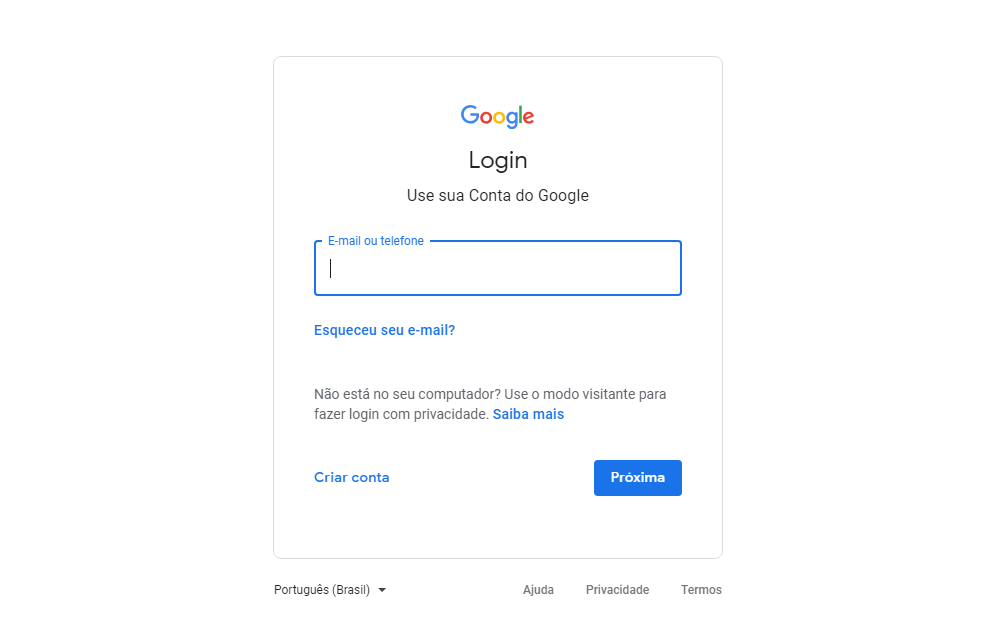 Google
Login
Use sua Conta do Google
E-mail ou telefone
Esqueceu seu e-mail?
Não está no seu computador? Use o modo visitante para
fazer login com privacidade. Saiba mais
Criar conta
Próxima
Português (Brasil)
Ajuda
Privacidade
Termos